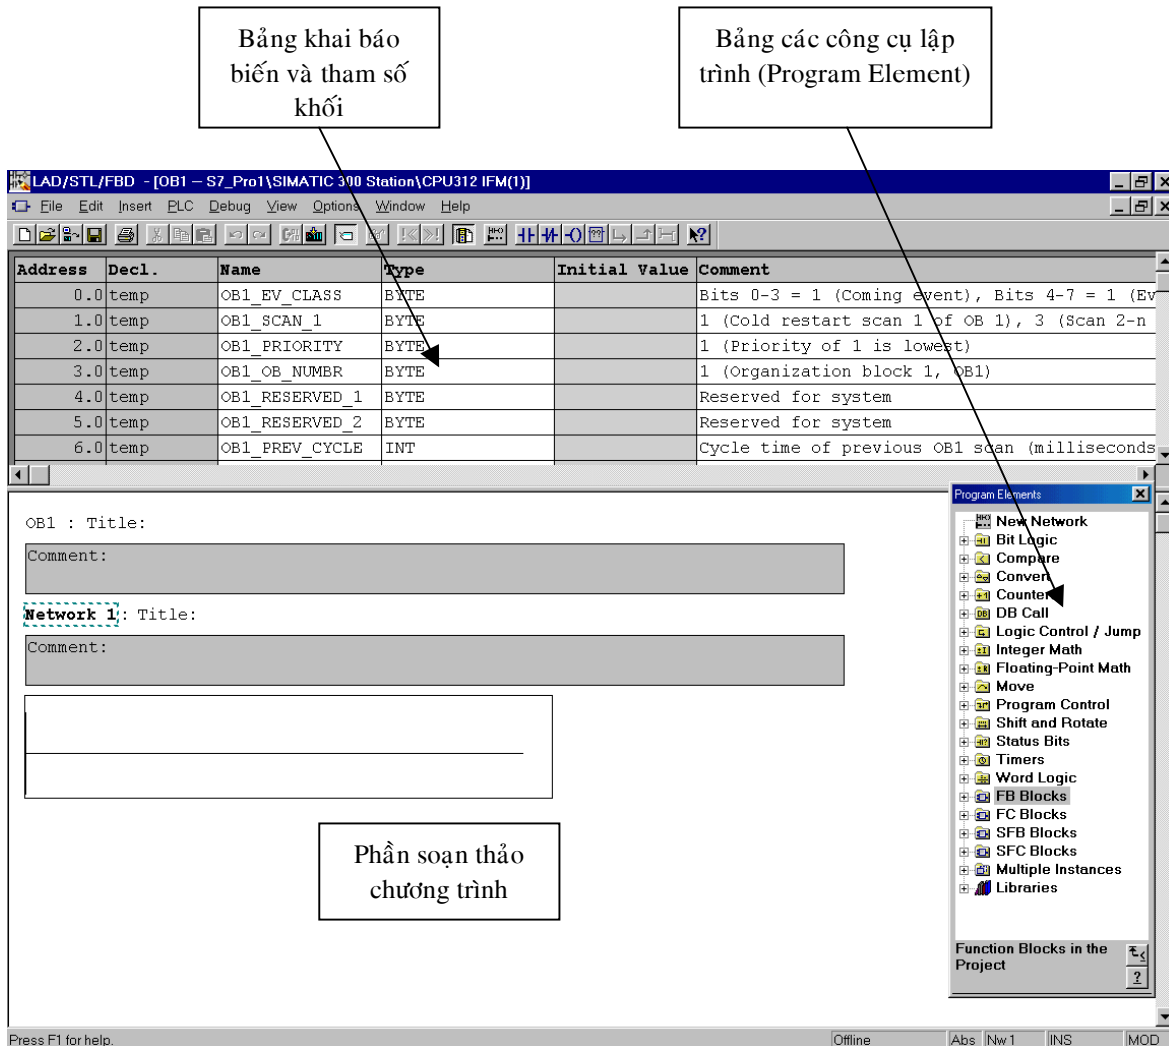 Bảng khai báo
biến và tham số
khối
Bảng các công cụ lập
trình (Program Element)
LAD/STL/FBD - [OB1 -- S7_Pro1\SIMATIC 300 Station\CPU312 IFM(1)]
File Edit Insert PLC Debug View Options Window Help
Address Decl. Name Type Initial Value Comment
0.0 temp OB1_EV_CLASS BYTE Bits 0-3 = 1 (Coming event), Bits 4-7 = 1 (Ev
1.0 temp OB1_SCAN_1 BYTE 1 (Cold restart scan 1 of OB 1), 3 (Scan 2-n
2.0 temp OB1_PRIORITY BYTE 1 (Priority of 1 is lowest)
3.0 temp OB1_OB_NUMBR BYTE 1 (Organization block 1, OB1)
4.0 temp OB1_RESERVED_1 BYTE Reserved for system
5.0 temp OB1_RESERVED_2 BYTE Reserved for system
6.0 temp OB1_PREV_CYCLE INT Cycle time of previous OB1 scan (milliseconds
OB1 : Title:
Comment:
Network 1: Title:
Comment:
Phần soạn thảo
chương trình
Program Elements
New Network
Bit Logic
Compare
Convert
Counter
DB Call
Logic Control / Jump
Integer Math
Floating-Point Math
Move
Program Control
Shift and Rotate
Status Bits
Timers
Word Logic
FB Blocks
FC Blocks
SFB Blocks
SFC Blocks
Multiple Instances
Libraries
Function Blocks in the
Project
Press F1 for help. Offline Abs Nw 1 INS MOD